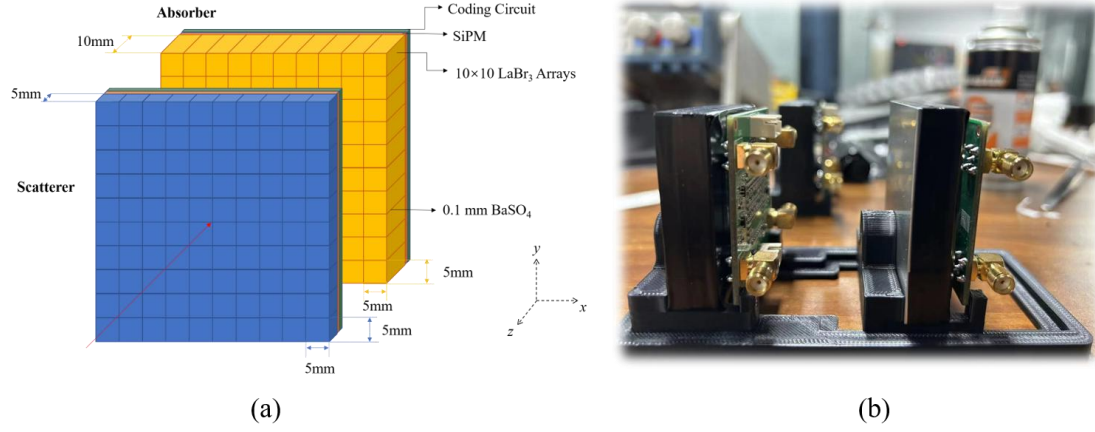 Absorber
Coding Circuit
SiPM
10mm
10×10 LaBr₃ Arrays
5mm
Scatterer
0.1 mm BaSO₄
5mm
5mm
5mm
5mm
y
x
z
(a)
(b)